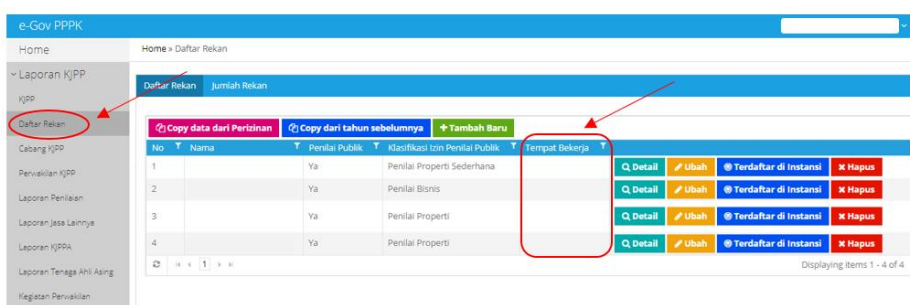 e-Gov PPPK
Home
Home » Daftar Rekan
Laporan KJPP
KJPP
Daftar Rekan
Cabang KJPP
Perwakilan KJPP
Laporan Penilaian
Laporan Jasa Lainnya
Laporan KJPPA
Laporan Tenaga Ahli Asing
Kegiatan Perwakilan
Daftar Rekan Jumlah Rekan
Copy data dari Perizinan Copy dari tahun sebelumnya + Tambah Baru
No Nama Penilai Publik Klasifikasi Izin Penilai Publik Tempat Bekerja
1 Ya Penilai Properti Sederhana Detail Ubah Terdaftar di Instansi Hapus
2 Ya Penilai Bisnis Detail Ubah Terdaftar di Instansi Hapus
3 Ya Penilai Properti Detail Ubah Terdaftar di Instansi Hapus
4 Ya Penilai Properti Detail Ubah Terdaftar di Instansi Hapus
1
Displaying items 1 - 4 of 4